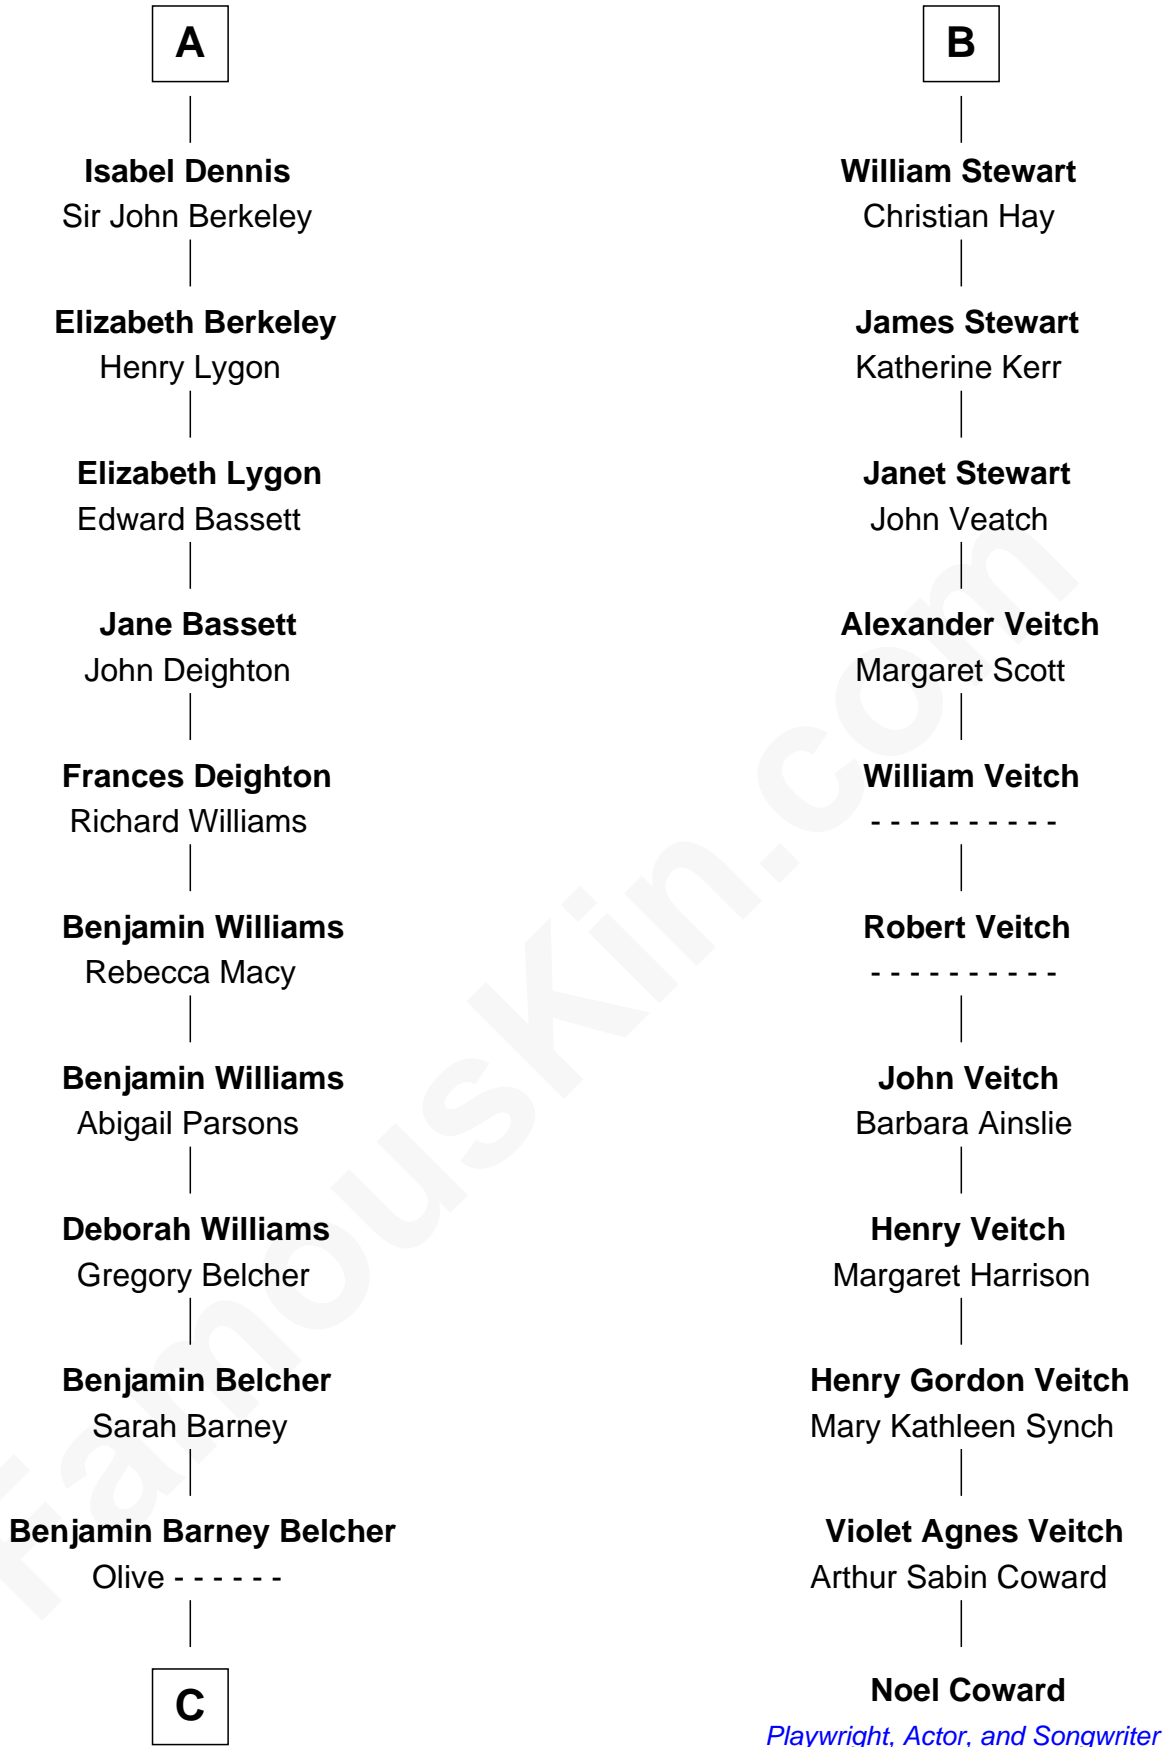 A
Isabel Dennis
Sir John Berkeley
Elizabeth Berkeley
Henry Lygon
Elizabeth Lygon
Edward Bassett
Jane Bassett
John Deighton
Frances Deighton
Richard Williams
Benjamin Williams
Rebecca Macy
Benjamin Williams
Abigail Parsons
Deborah Williams
Gregory Belcher
Benjamin Belcher
Sarah Barney
Benjamin Barney Belcher
Olive - - - - - -
C
B
William Stewart
Christian Hay
James Stewart
Katherine Kerr
Janet Stewart
John Veatch
Alexander Veitch
Margaret Scott
William Veitch
- - - - - - - - - -
Robert Veitch
- - - - - - - - - -
John Veitch
Barbara Ainslie
Henry Veitch
Margaret Harrison
Henry Gordon Veitch
Mary Kathleen Synch
Violet Agnes Veitch
Arthur Sabin Coward
Noel Coward
Playwright, Actor, and Songwriter
FamousKin.com